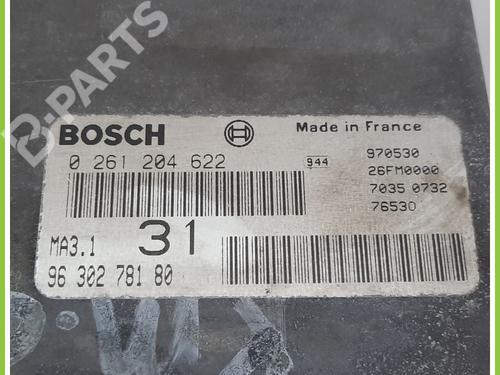 B-PARTS
BOSCH
Made in France
0 261 204 622
944
970530
26FM0000
7035 0732
76530
MA3.1
31
96 302 781 80